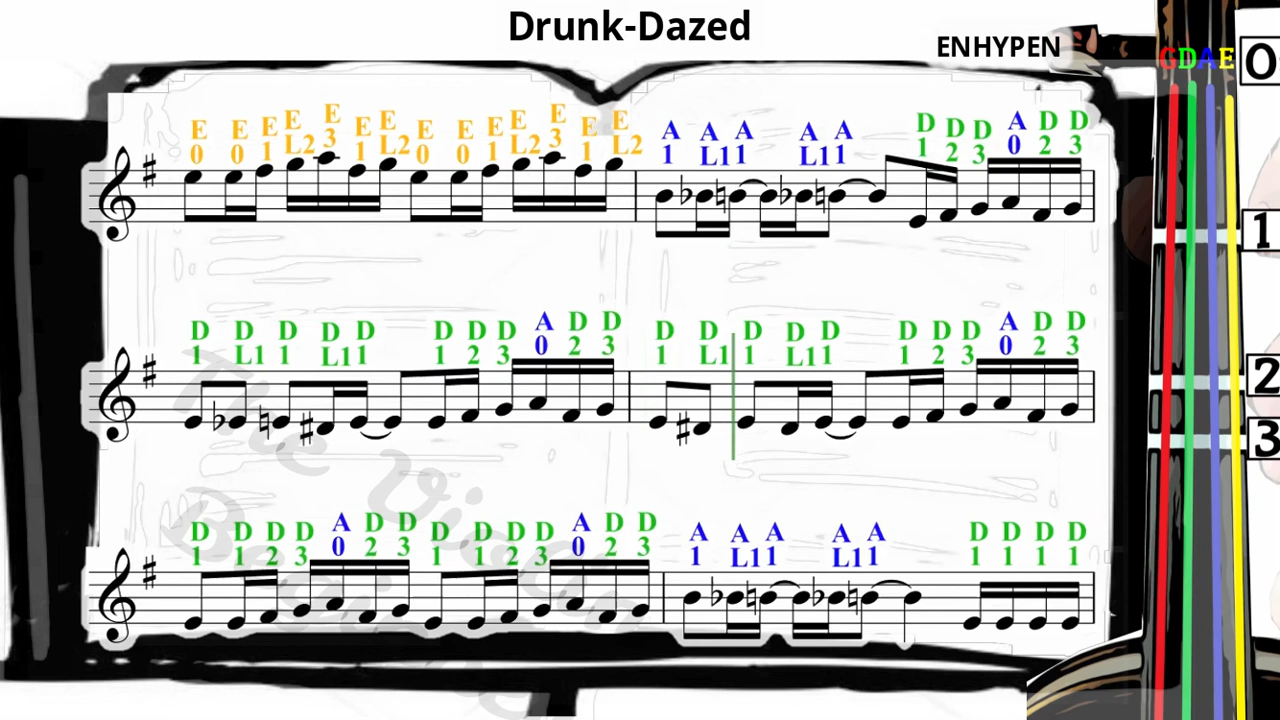 Drunk-Dazed
ENHYPEN
G D A E
0
E E E E E E E E E E E E E E A A A A A D D D A D D
0 0 1 L2 3 1 L2 0 0 1 L2 3 1 L2 1 L1 1 L1 1 1 2 3 0 2 3
1
D D D D D D D D A D D D D D D D D D D A D D
1 L1 1 L1 1 1 2 3 0 2 3 1 L1 1 L1 1 1 2 3 0 2 3
2
3
The Violin
D D D D A D D D D D D A D D A A A A A D D D D
1 1 2 3 0 2 3 1 1 2 3 0 2 3 1 L1 1 L1 1 1 1 1 1